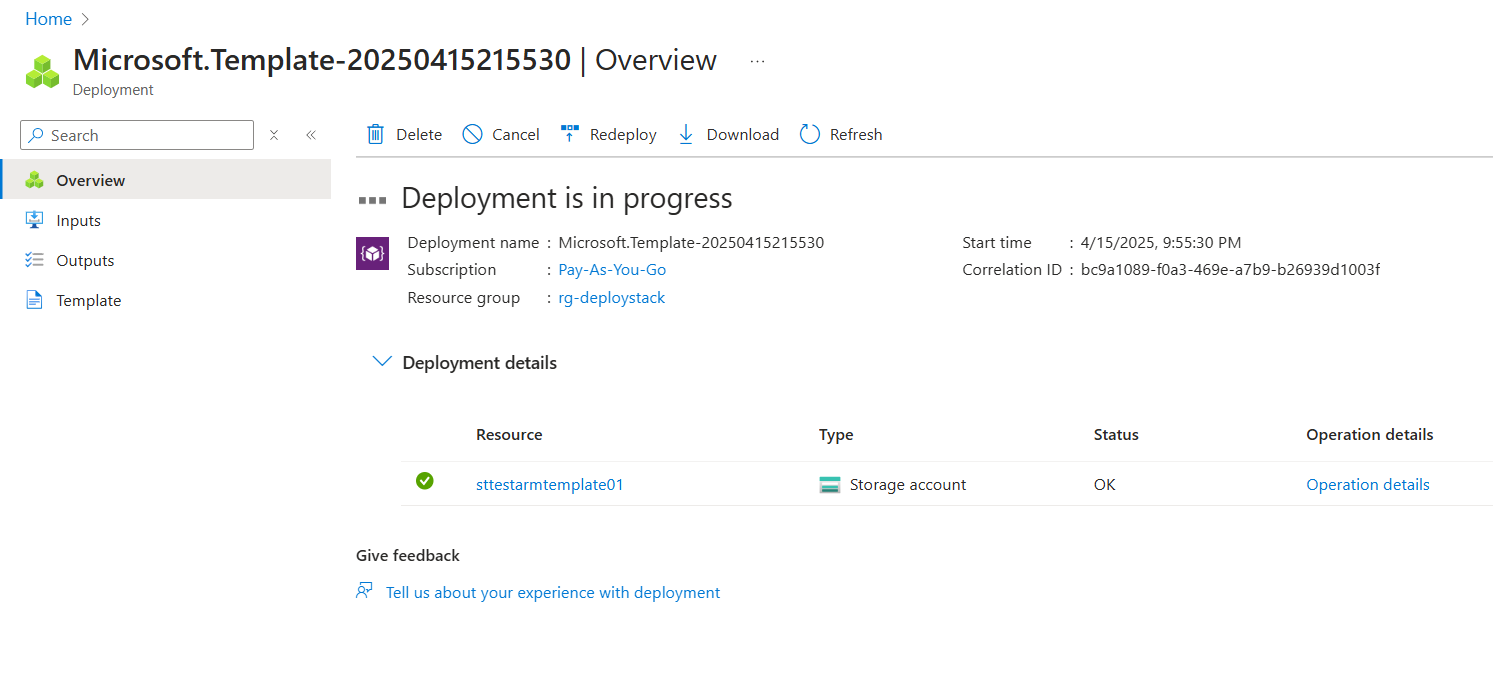 Home >
Microsoft.Template-20250415215530 | Overview ...
Deployment
Search
Delete Cancel Redeploy Download Refresh
Overview
Inputs
Outputs
Template
Deployment is in progress
Deployment name : Microsoft.Template-20250415215530 Start time : 4/15/2025, 9:55:30 PM
Subscription : Pay-As-You-Go Correlation ID : bc9a1089-f0a3-469e-a7b9-b26939d1003f
Resource group : rg-deploystack
Deployment details
Resource Type Status Operation details
sttestarmtemplate01 Storage account OK Operation details
Give feedback
Tell us about your experience with deployment